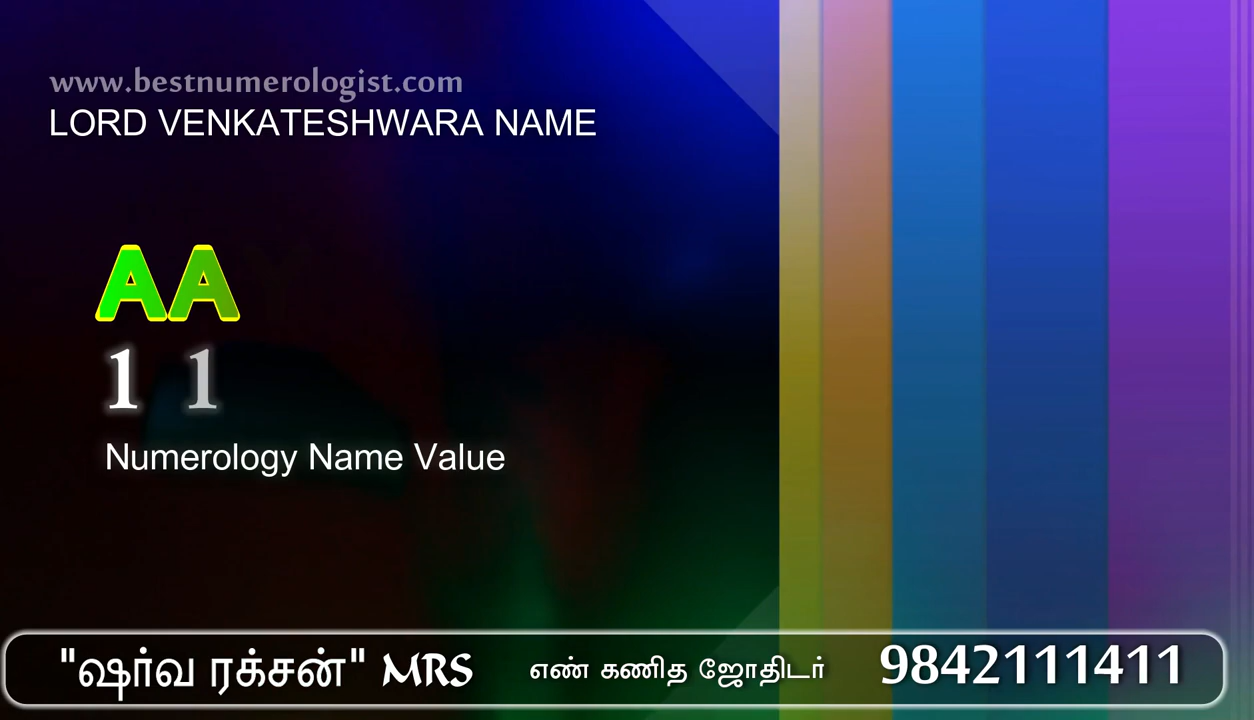 www.bestnumerologist.com
LORD VENKATESHWARA NAME
AA
1 1
Numerology Name Value
"ஷர்வ ரக்சன்" MRS எண் கணித ஜோதிடர் 9842111411